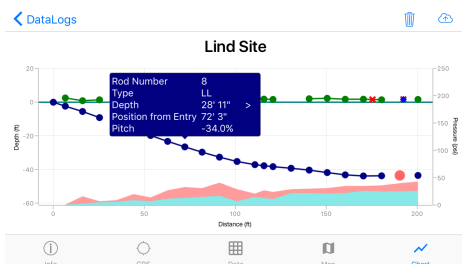 DataLogs
Lind Site
Rod Number 8
Type LL
Depth 28' 11" >
Position from Entry 72' 3"
Pitch -34.0%
20
0
-20
-40
-60
Depth (ft)
250
200
150
100
50
0
Pressure (psi)
0 50 100 150 200
Distance (ft)
Info GPS Data Map Chart